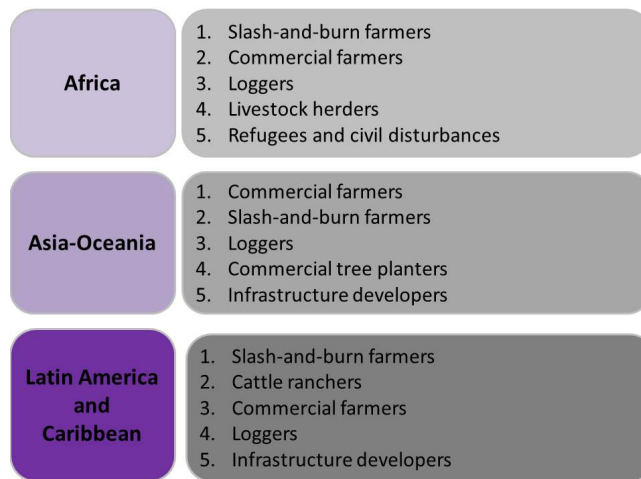 Africa
1. Slash-and-burn farmers
2. Commercial farmers
3. Loggers
4. Livestock herders
5. Refugees and civil disturbances
Asia-Oceania
1. Commercial farmers
2. Slash-and-burn farmers
3. Loggers
4. Commercial tree planters
5. Infrastructure developers
Latin America
and
Caribbean
1. Slash-and-burn farmers
2. Cattle ranchers
3. Commercial farmers
4. Loggers
5. Infrastructure developers